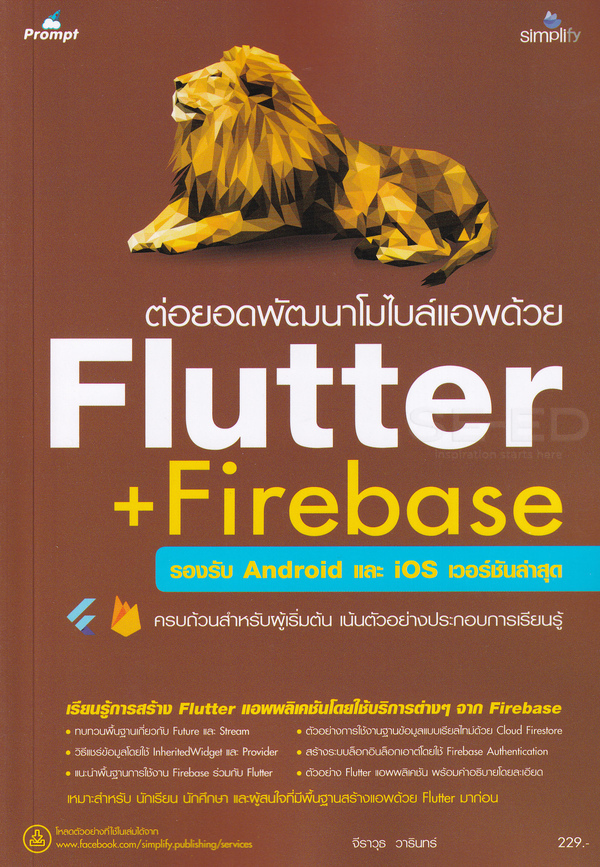 Prompt
simplify
ต่อยอดพัฒนาโมไบล์แอพด้วย
Flutter
SE-ED
inspiration starts here
+Firebase
รองรับ Android และ iOS เวอร์ชันล่าสุด
ครบถ้วนสำหรับผู้เริ่มต้น เน้นตัวอย่างประกอบการเรียนรู้
เรียนรู้การสร้าง Flutter แอพพลิเคชันโดยใช้บริการต่างๆ จาก Firebase
• ทบทวนพื้นฐานเกี่ยวกับ Future และ Stream
• วิธีแชร์ข้อมูลโดยใช้ InheritedWidget และ Provider
• แนะนำพื้นฐานการใช้งาน Firebase ร่วมกับ Flutter
• ตัวอย่างการใช้งานฐานข้อมูลแบบเรียลไทม์ด้วย Cloud Firestore
• สร้างระบบล็อกอินล็อกเอาต์โดยใช้ Firebase Authentication
• ตัวอย่าง Flutter แอพพลิเคชัน พร้อมคำอธิบายโดยละเอียด
เหมาะสำหรับ นักเรียน นักศึกษา และผู้สนใจที่มีพื้นฐานสร้างแอพด้วย Flutter มาก่อน
โหลดตัวอย่างที่ใช้ในเล่มได้จาก
www.facebook.com/simplify.publishing/services
จีราวุธ วารินทร์
229.-